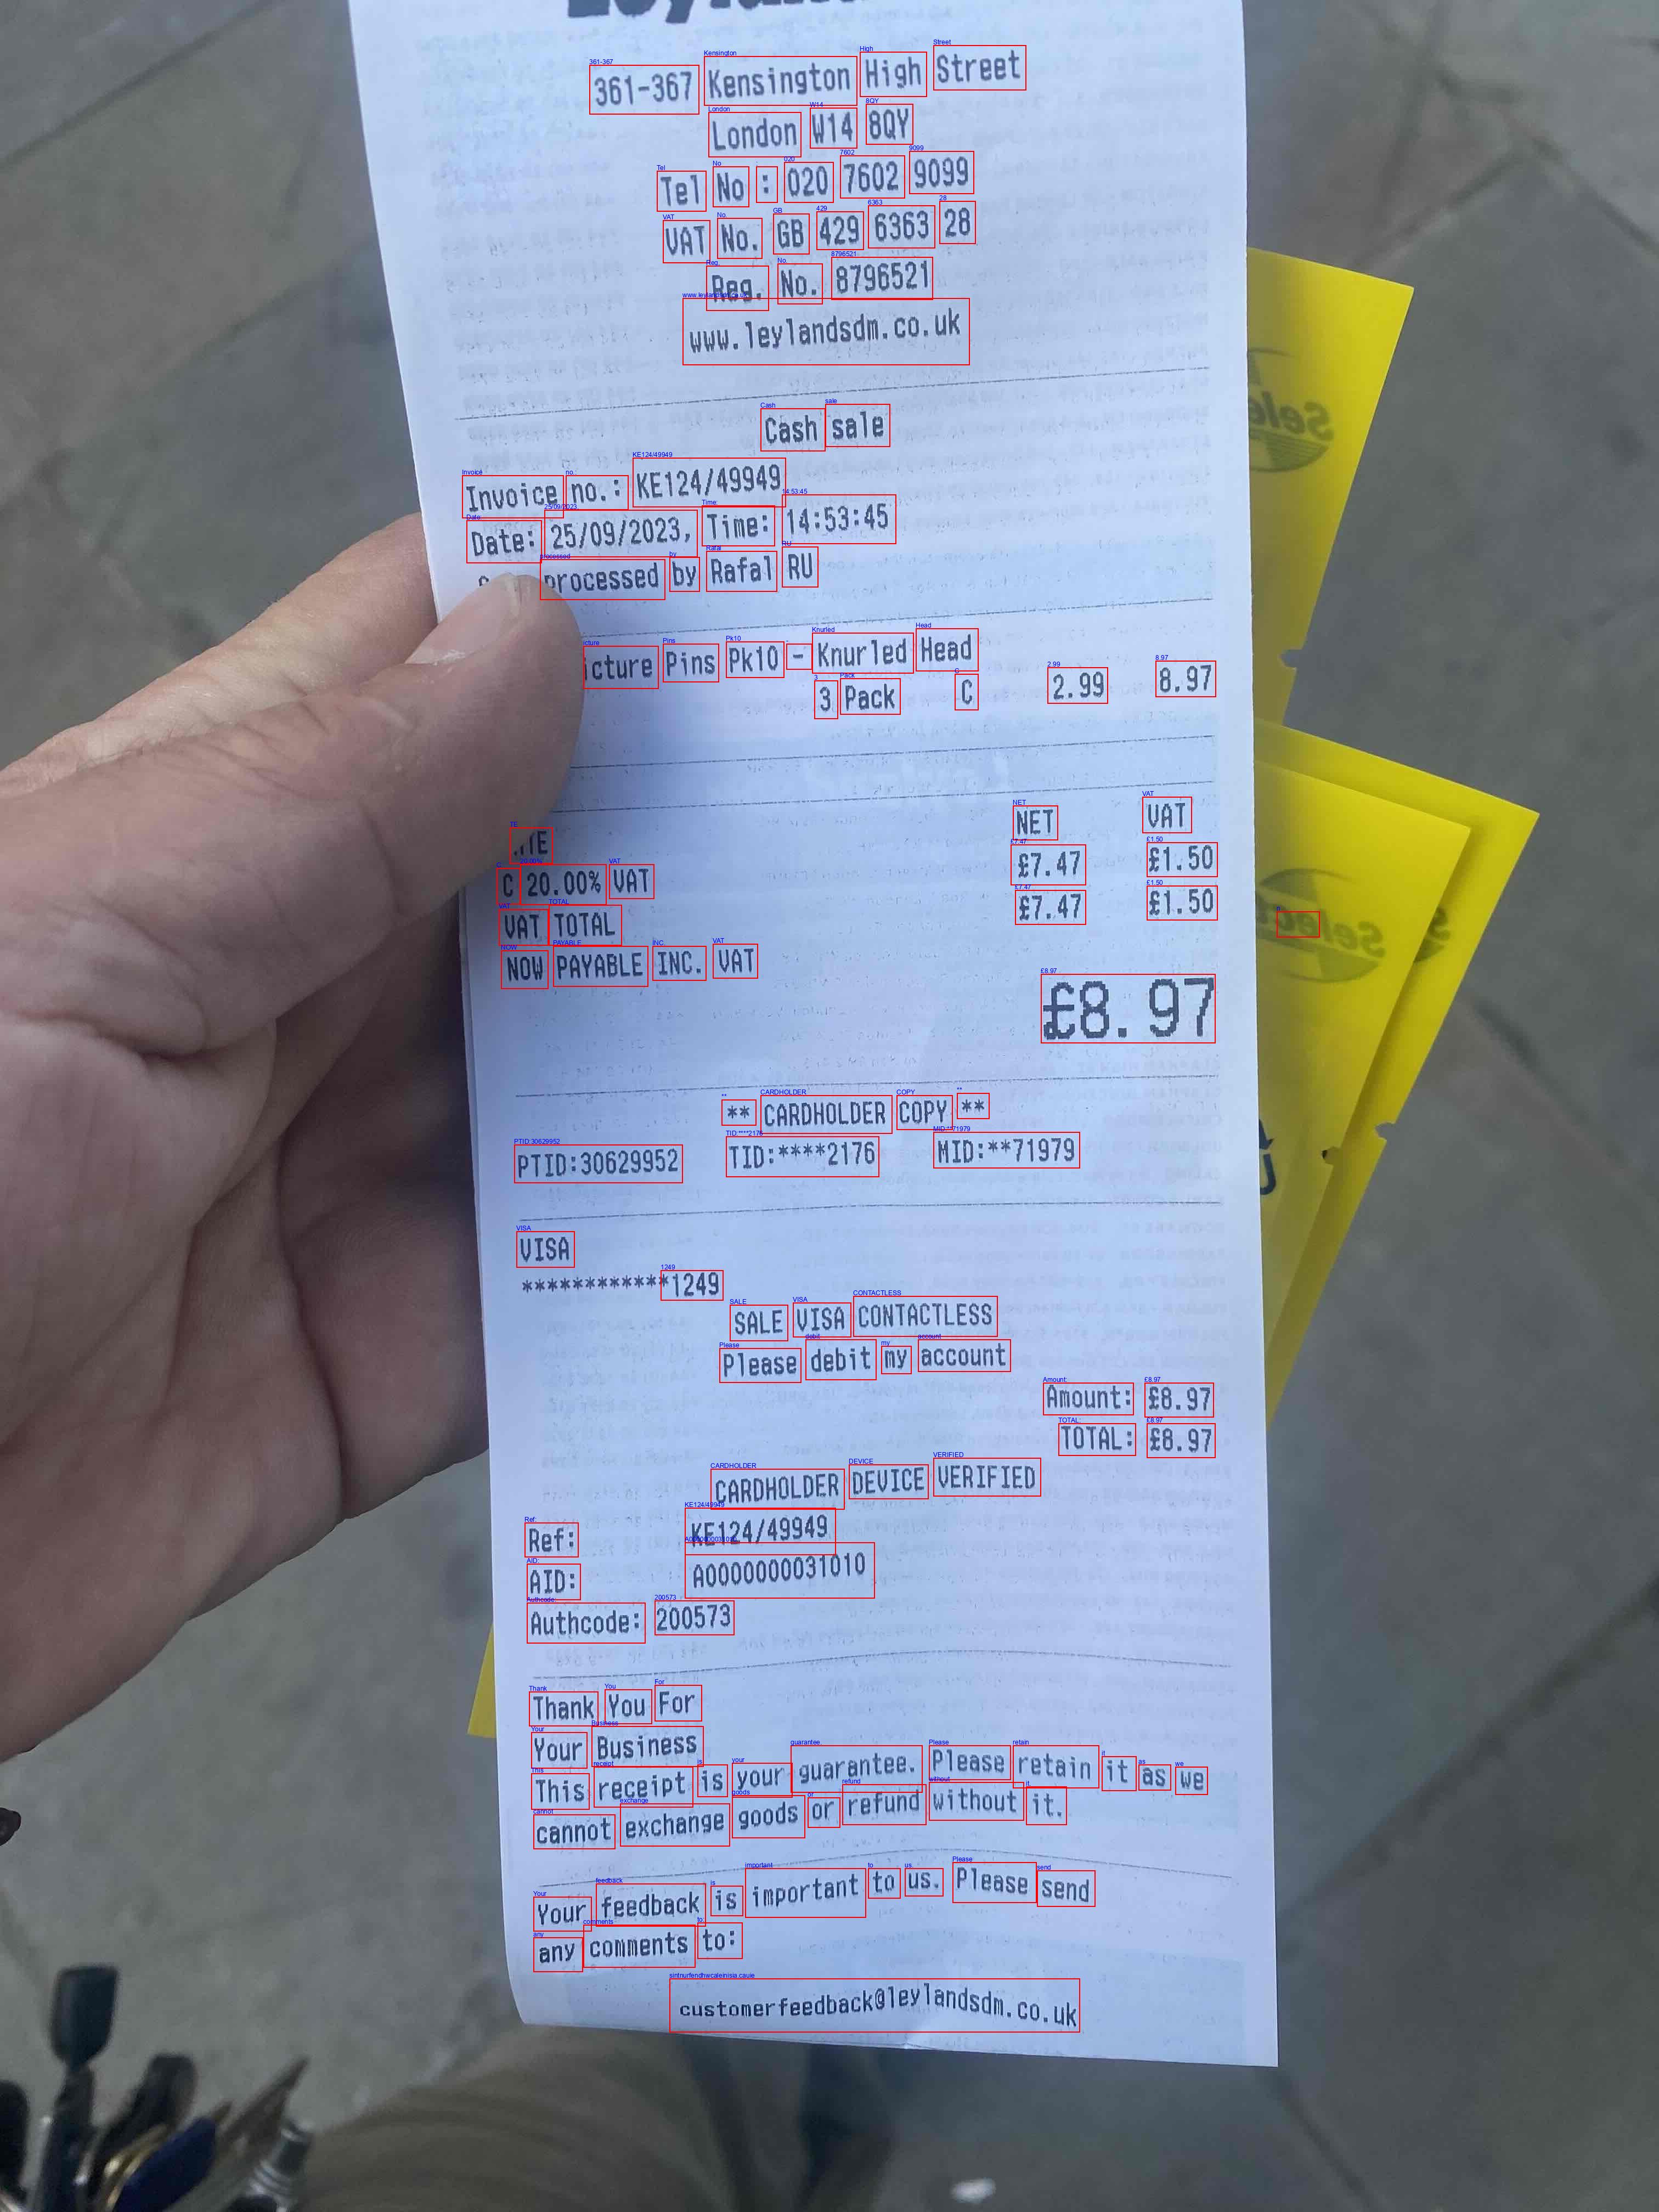 361-367 Kensington High Street
London W14 8QY
Tel No : 020 7602 9099
VAT No. GB 429 6363 28
Reg. No. 8796521
www.leylandsdm.co.uk
Cash sale
Invoice no.: KE124/49949
Date: 25/09/2023, Time: 14:53:45
processed by Rafal RU
Pins Pk10 - Knurled Head
3 Pack C 2.99 8.97
NET VAT
C 20.00% VAT £7.47 £1.50
VAT TOTAL £7.47 £1.50
NOW PAYABLE INC. VAT
£8.97
** CARDHOLDER COPY **
PTID:30629952 TID:****2176 MID:**71979
VISA
************1249
SALE VISA CONTACTLESS
Please debit my account
Amount: £8.97
TOTAL: £8.97
CARDHOLDER DEVICE VERIFIED
Ref: KE124/49949
AID: A0000000031010
Authcode: 200573
Thank You For
Your Business
This receipt is your guarantee. Please retain it as we
cannot exchange goods or refund without it.
Your feedback is important to us. Please send
any comments to:
customerfeedback@leylandsdm.co.uk